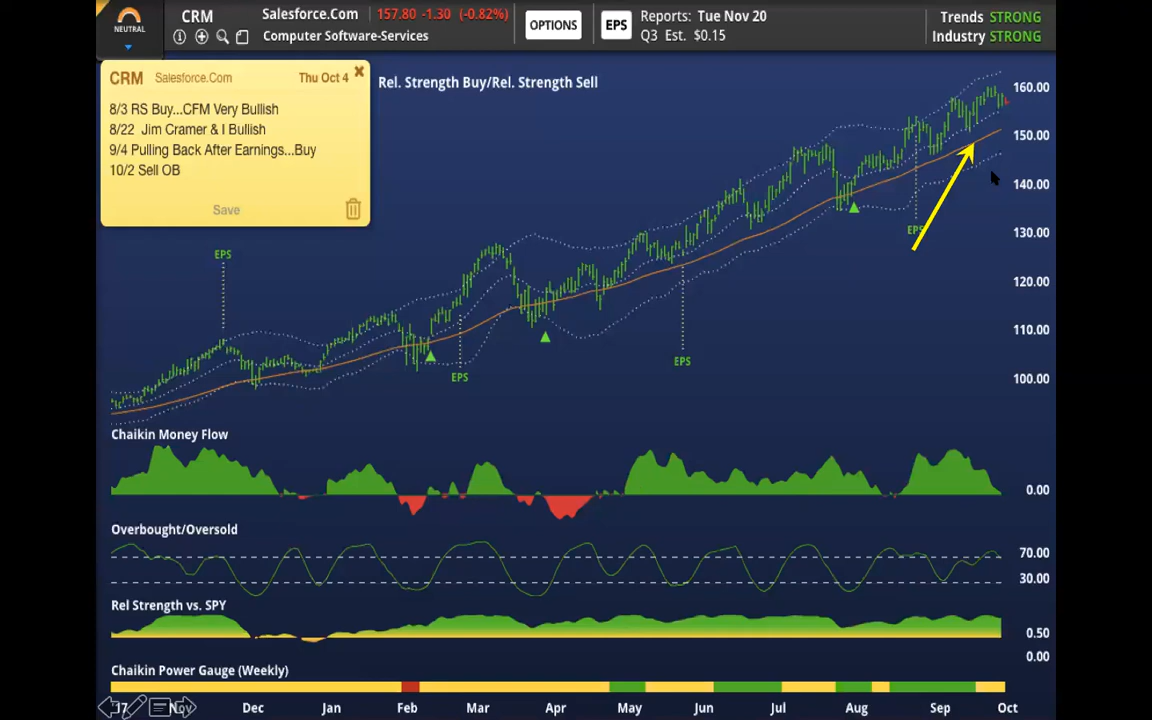 NEUTRAL
CRM
Salesforce.Com
157.80 -1.30 (-0.82%)
Computer Software-Services
OPTIONS
EPS
Reports: Tue Nov 20
Q3 Est. $0.15
Trends STRONG
Industry STRONG
CRM Salesforce.Com Thu Oct 4
8/3 RS Buy...CFM Very Bullish
8/22 Jim Cramer & I Bullish
9/4 Pulling Back After Earnings...Buy
10/2 Sell OB
Save
Rel. Strength Buy/Rel. Strength Sell
160.00
150.00
140.00
130.00
120.00
110.00
100.00
EPS
EPS
EPS
EPS
Chaikin Money Flow
0.00
Overbought/Oversold
70.00
30.00
Rel Strength vs. SPY
0.50
0.00
Chaikin Power Gauge (Weekly)
17 Nov Dec Jan Feb Mar Apr May Jun Jul Aug Sep Oct